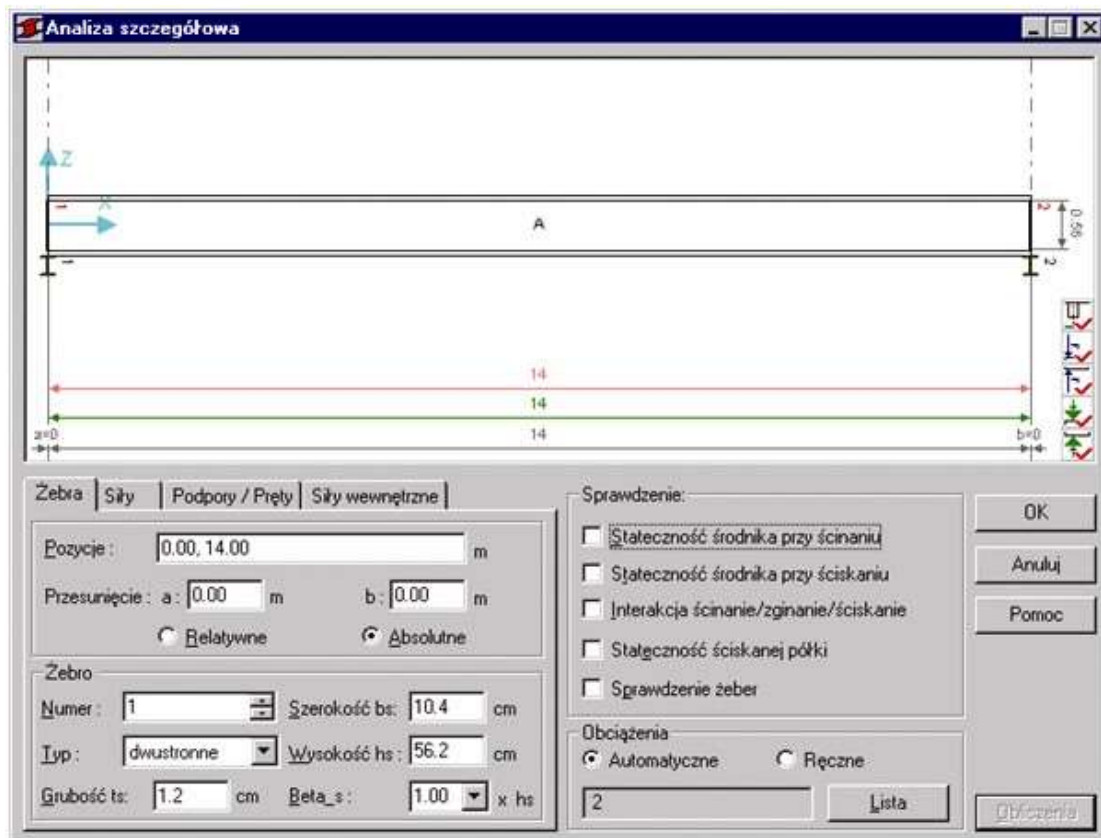 Analiza szczegółowa
Z
X
1
A
2
0.56
1
2
14
14
a=0
14
b=0
Żebra
Siły
Podpory / Pręty
Siły wewnętrzne
Pozycje :
0.00, 14.00
m
Przesunięcie : a : 0.00 m b : 0.00 m
Relatywne
Absolutne
Żebro
Numer : 1
Szerokość bs: 10.4 cm
Typ : dwustronne
Wysokość hs : 56.2 cm
Grubość ts: 1.2 cm
Beta_s : 1.00 x hs
Sprawdzenie:
Stateczność środnika przy ścinaniu
Stateczność środnika przy ściskaniu
Interakcja ścinanie/zginanie/ściskanie
Stateczność ściskanej półki
Sprawdzenie żeber
Obciążenia
Automatyczne
Ręczne
2
Lista
OK
Anuluj
Pomoc
Obliczenia